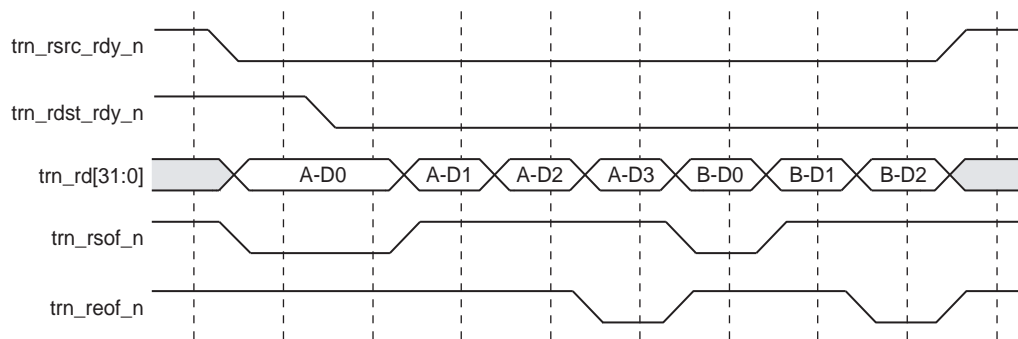 trn_rsrc_rdy_n
trn_rdst_rdy_n
trn_rd[31:0] A-D0 A-D1 A-D2 A-D3 B-D0 B-D1 B-D2
trn_rsof_n
trn_reof_n